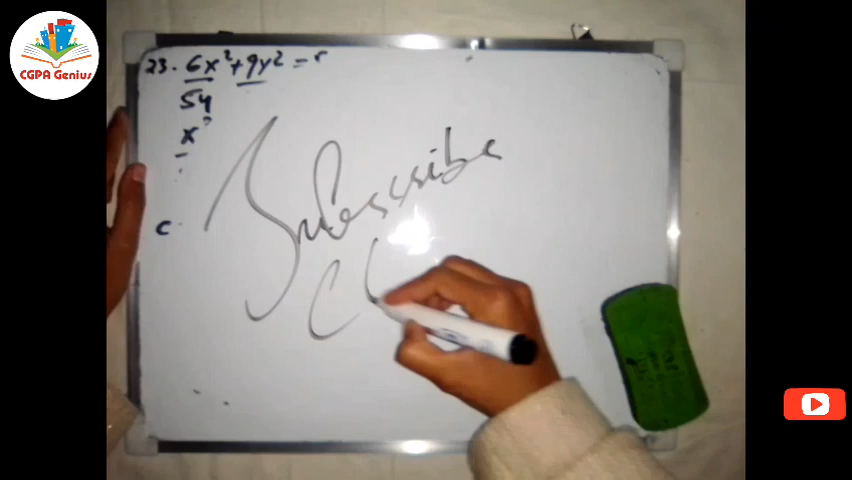 CGPA Genius
23. 6x²+9y² =
54
x²
c
Subscribe